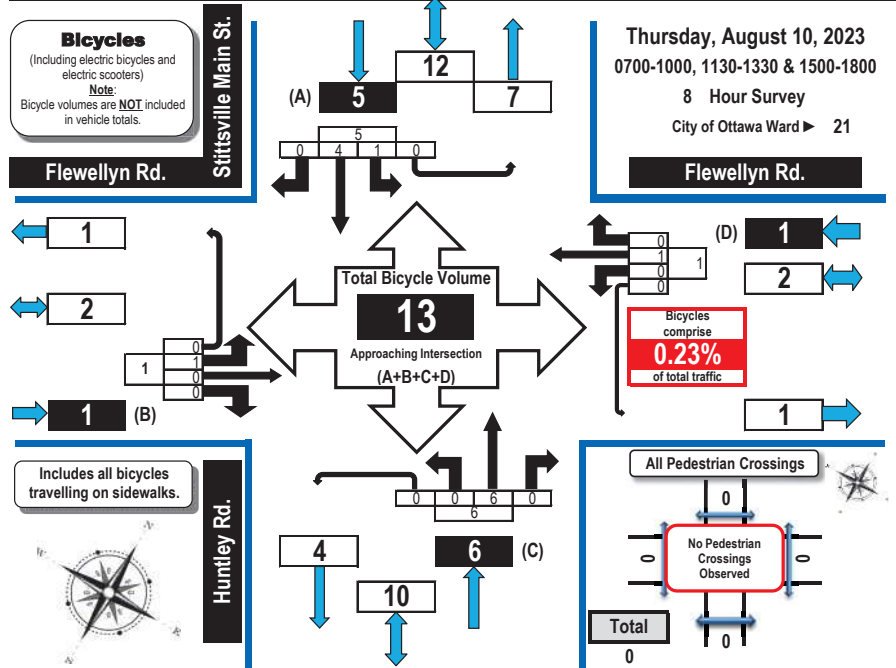 Bicycles
(Including electric bicycles and
electric scooters)
Note:
Bicycle volumes are NOT included
in vehicle totals.
Stittsville Main St.
Flewellyn Rd.
12
(A)
5
7
5
0 4 1 0
Thursday, August 10, 2023
0700-1000, 1130-1330 & 1500-1800
8 Hour Survey
City of Ottawa Ward ► 21
Flewellyn Rd.
1
2
0
1
1
0
0
1
(B)
Total Bicycle Volume
13
Approaching Intersection
(A+B+C+D)
0
1
1
0
0
(D)
1
2
Bicycles
comprise
0.23%
of total traffic
1
Includes all bicycles
travelling on sidewalks.
Huntley Rd.
N
E
S
W
0 0 6 0
6
4
6
(C)
10
All Pedestrian Crossings
0
0
No Pedestrian
Crossings
Observed
0
0
Total
0